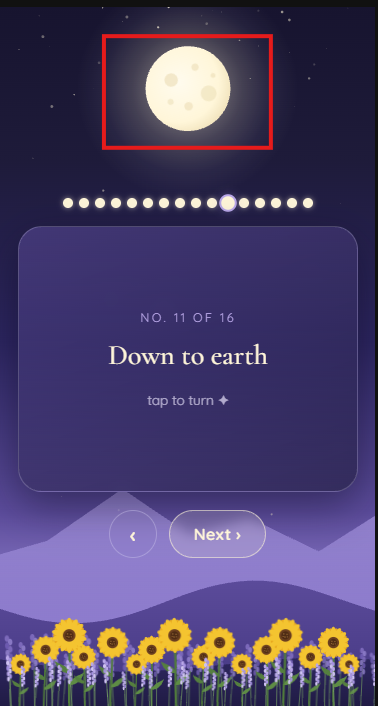 NO. 11 OF 16
Down to earth
tap to turn ✦
‹
Next ›